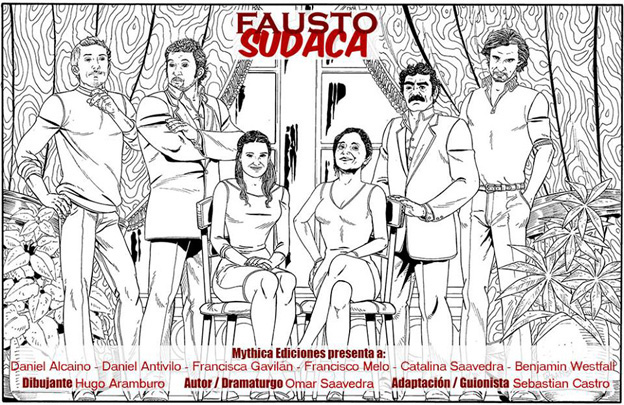 FAUSTO
SUDACA
Mythica Ediciones presenta a:
Daniel Alcaino - Daniel Antivilo - Francisca Gavilán - Francisco Melo - Catalina Saavedra - Benjamin Westfall
Dibujante Hugo Aramburo Autor / Dramaturgo Omar Saavedra Adaptación / Guionista Sebastian Castro